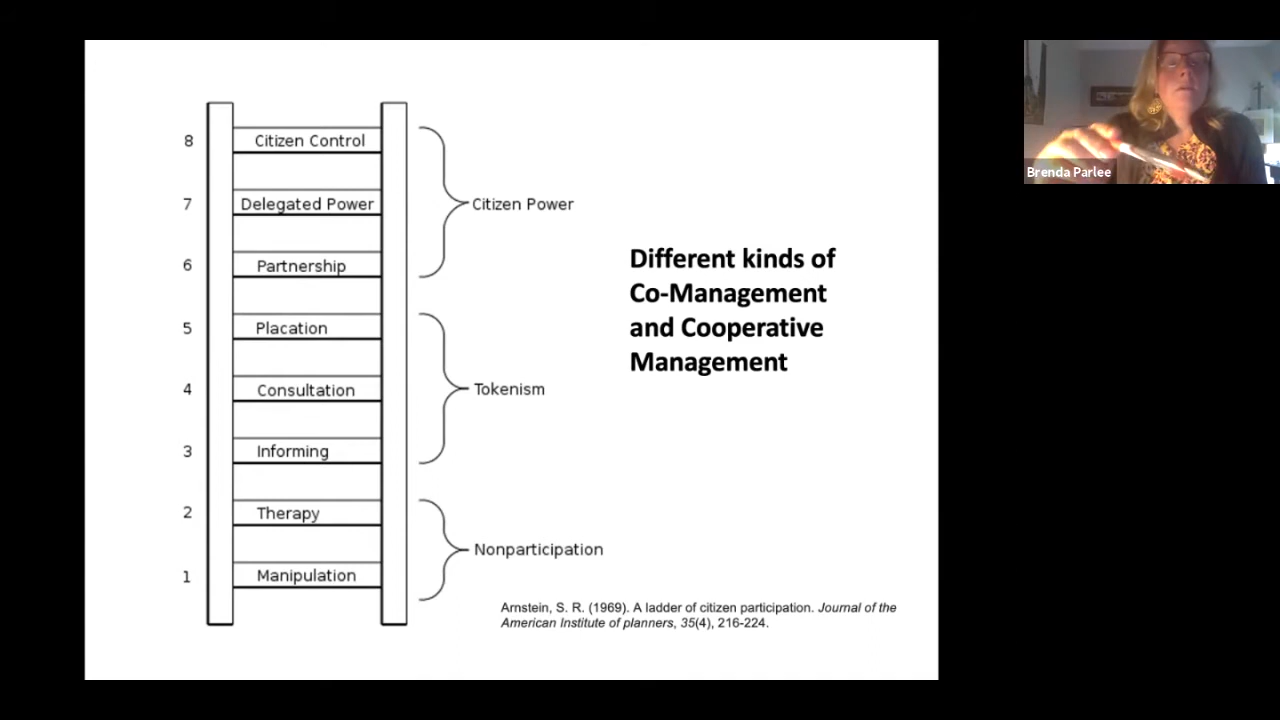 8 Citizen Control
7 Delegated Power
6 Partnership
Citizen Power
5 Placation
4 Consultation
3 Informing
Tokenism
2 Therapy
1 Manipulation
Nonparticipation
Different kinds of
Co-Management
and Cooperative
Management
Arnstein, S. R. (1969). A ladder of citizen participation. Journal of the
American Institute of planners, 35(4), 216-224.
Brenda Parlee